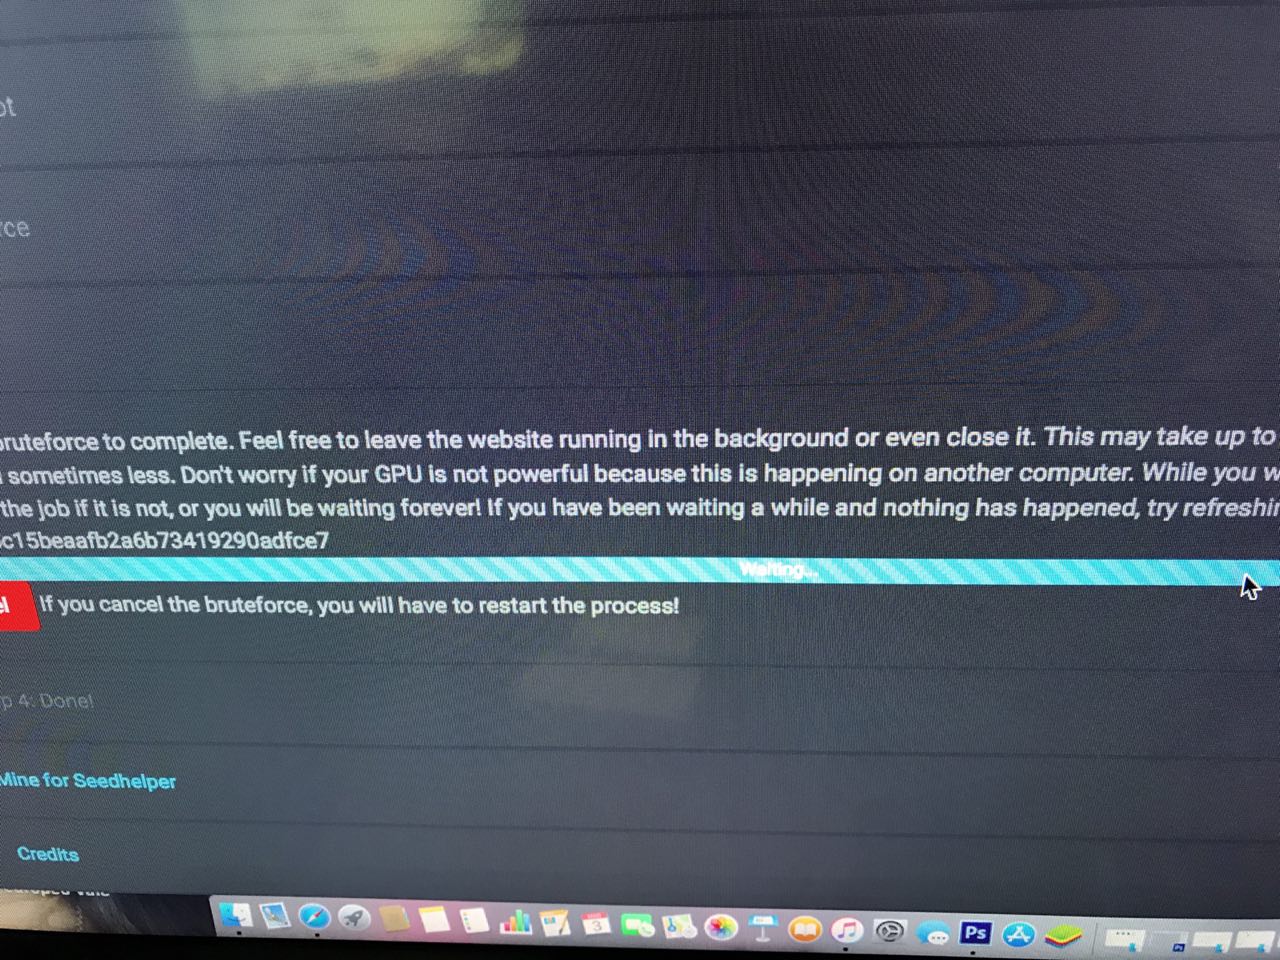 ot
rce
bruteforce to complete. Feel free to leave the website running in the background or even close it. This may take up to
sometimes less. Don't worry if your GPU is not powerful because this is happening on another computer. While you w
the job if it is not, or you will be waiting forever! If you have been waiting a while and nothing has happened, try refreshin
c15beaafb2a6b73419290adfce7
Waiting...
el If you cancel the bruteforce, you will have to restart the process!
p 4: Done!
Mine for Seedhelper
Credits
3
Ps